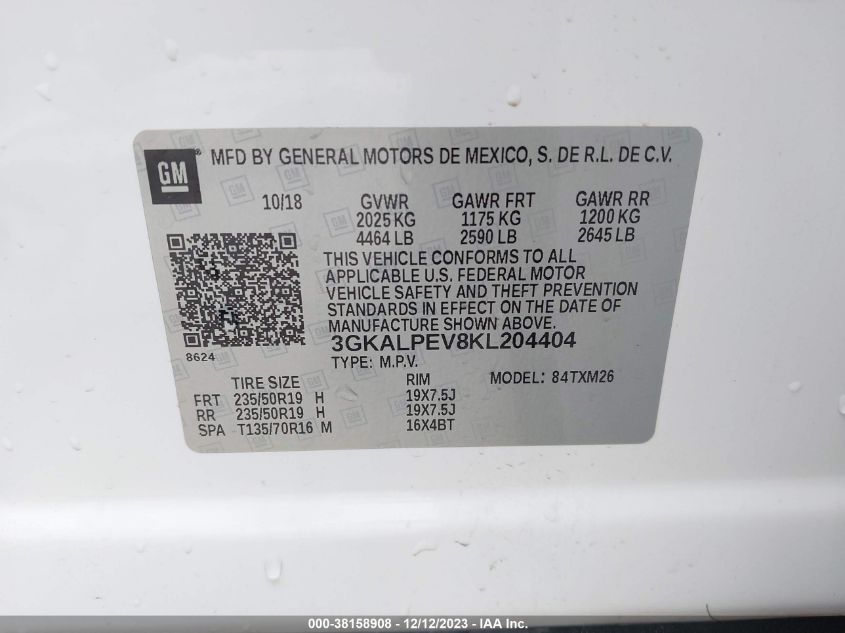 GM ® MFD BY GENERAL MOTORS DE MEXICO, S. DE R.L. DE C.V.
10/18 GVWR GAWR FRT GAWR RR
2025 KG 1175 KG 1200 KG
4464 LB 2590 LB 2645 LB
THIS VEHICLE CONFORMS TO ALL
APPLICABLE U.S. FEDERAL MOTOR
VEHICLE SAFETY AND THEFT PREVENTION
STANDARDS IN EFFECT ON THE DATE OF
MANUFACTURE SHOWN ABOVE.
8624 3GKALPEV8KL204404
TYPE: M.P.V.
TIRE SIZE RIM MODEL: 84TXM26
FRT 235/50R19 H 19X7.5J
RR 235/50R19 H 19X7.5J
SPA T135/70R16 M 16X4BT
000-38158908 - 12/12/2023 - IAA Inc.